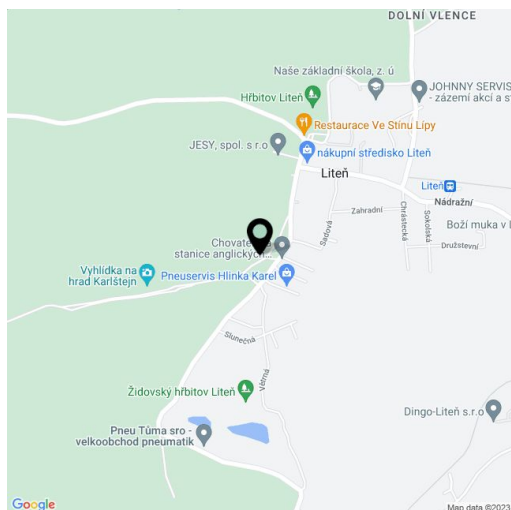 DOLNÍ VLENCE
Naše základní škola, z. ú
JOHNNY SERVIS
- zázemí akcí a s
Hřbitov Liteň
Restaurace Ve Stínu Lípy
JESY, spol. s r.o
nákupní středisko Liteň
Liteň
Liteň
Nádražní
Zahradní
Chrástecká
Sokolská
Sadová
Boží muka v l
Družstevní
stanice anglických...
Vyhlídka na
hrad Karlštejn
Pneuservis Hlinka Karel
Slunečná
Větrná
Židovský hřbitov Liteň
Dingo-Liteň s.r.o
Pneu Tůma sro -
velkoobchod pneumatik
Google
Map data ©2023